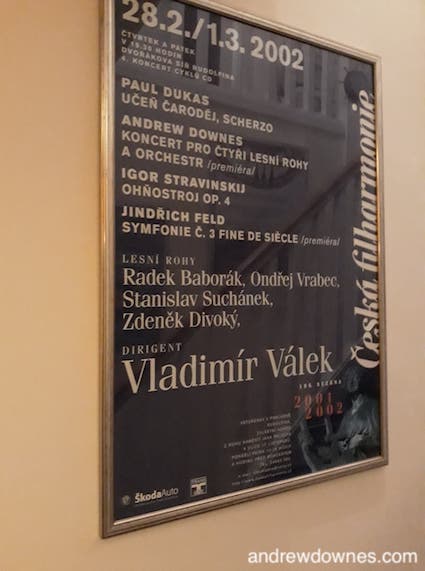 28.2./1.3. 2002
ČTVRTEK A PÁTEK
V 19.30 HODIN
DVOŘÁKOVA SÍŇ RUDOLFINA
4. KONCERT CYKLŮ CD
PAUL DUKAS
UČEŇ ČARODĚJ, SCHERZO
ANDREW DOWNES
KONCERT PRO ČTYŘI LESNÍ ROHY
A ORCHESTR /premiéra/
IGOR STRAVINSKIJ
OHŇOSTROJ OP. 4
JINDŘICH FELD
SYMFONIE Č. 3 FINE DE SIÈCLE /premiéra/
LESNÍ ROHY
Radek Baborák, Ondřej Vrabec,
Stanislav Suchánek,
Zdeněk Divoký,
DIRIGENT
Vladimír Válek
Česká filharmonie
106. SEZÓNA
2001
2002
ŠkodaAuto
andrewdownes.com